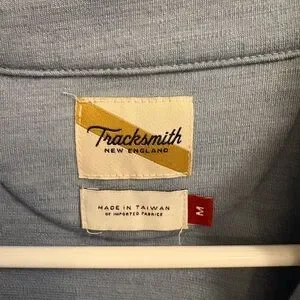 Tracksmith
NEW ENGLAND
MADE IN TAIWAN
OF IMPORTED FABRICS
M